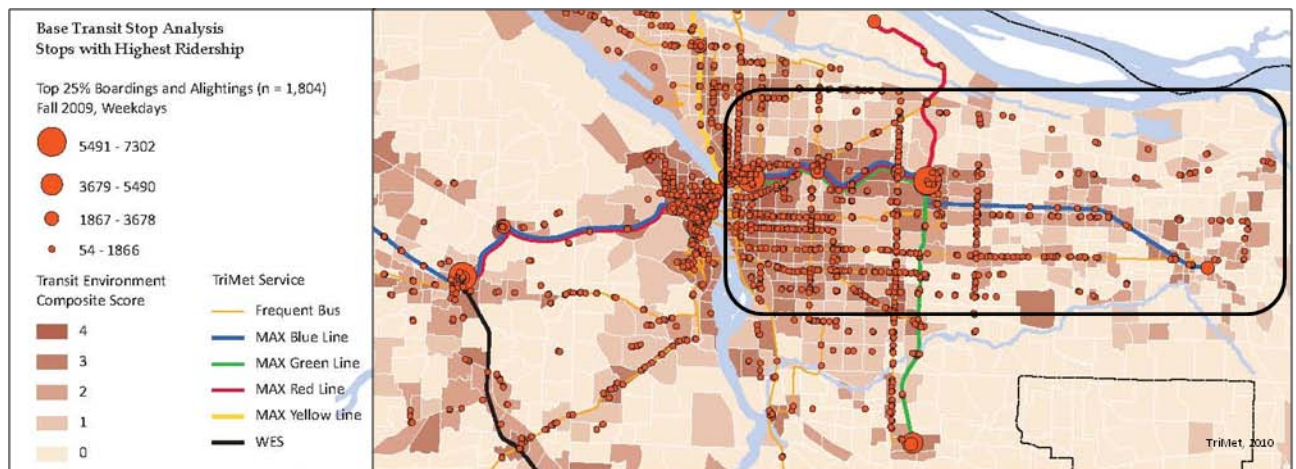 Base Transit Stop Analysis
Stops with Highest Ridership
Top 25% Boardings and Alightings (n = 1,804)
Fall 2009, Weekdays
5491 - 7302
3679 - 5490
1867 - 3678
54 - 1866
Transit Environment
Composite Score
4
3
2
1
0
TriMet Service
Frequent Bus
MAX Blue Line
MAX Green Line
MAX Red Line
MAX Yellow Line
WES
TriMet, 2010